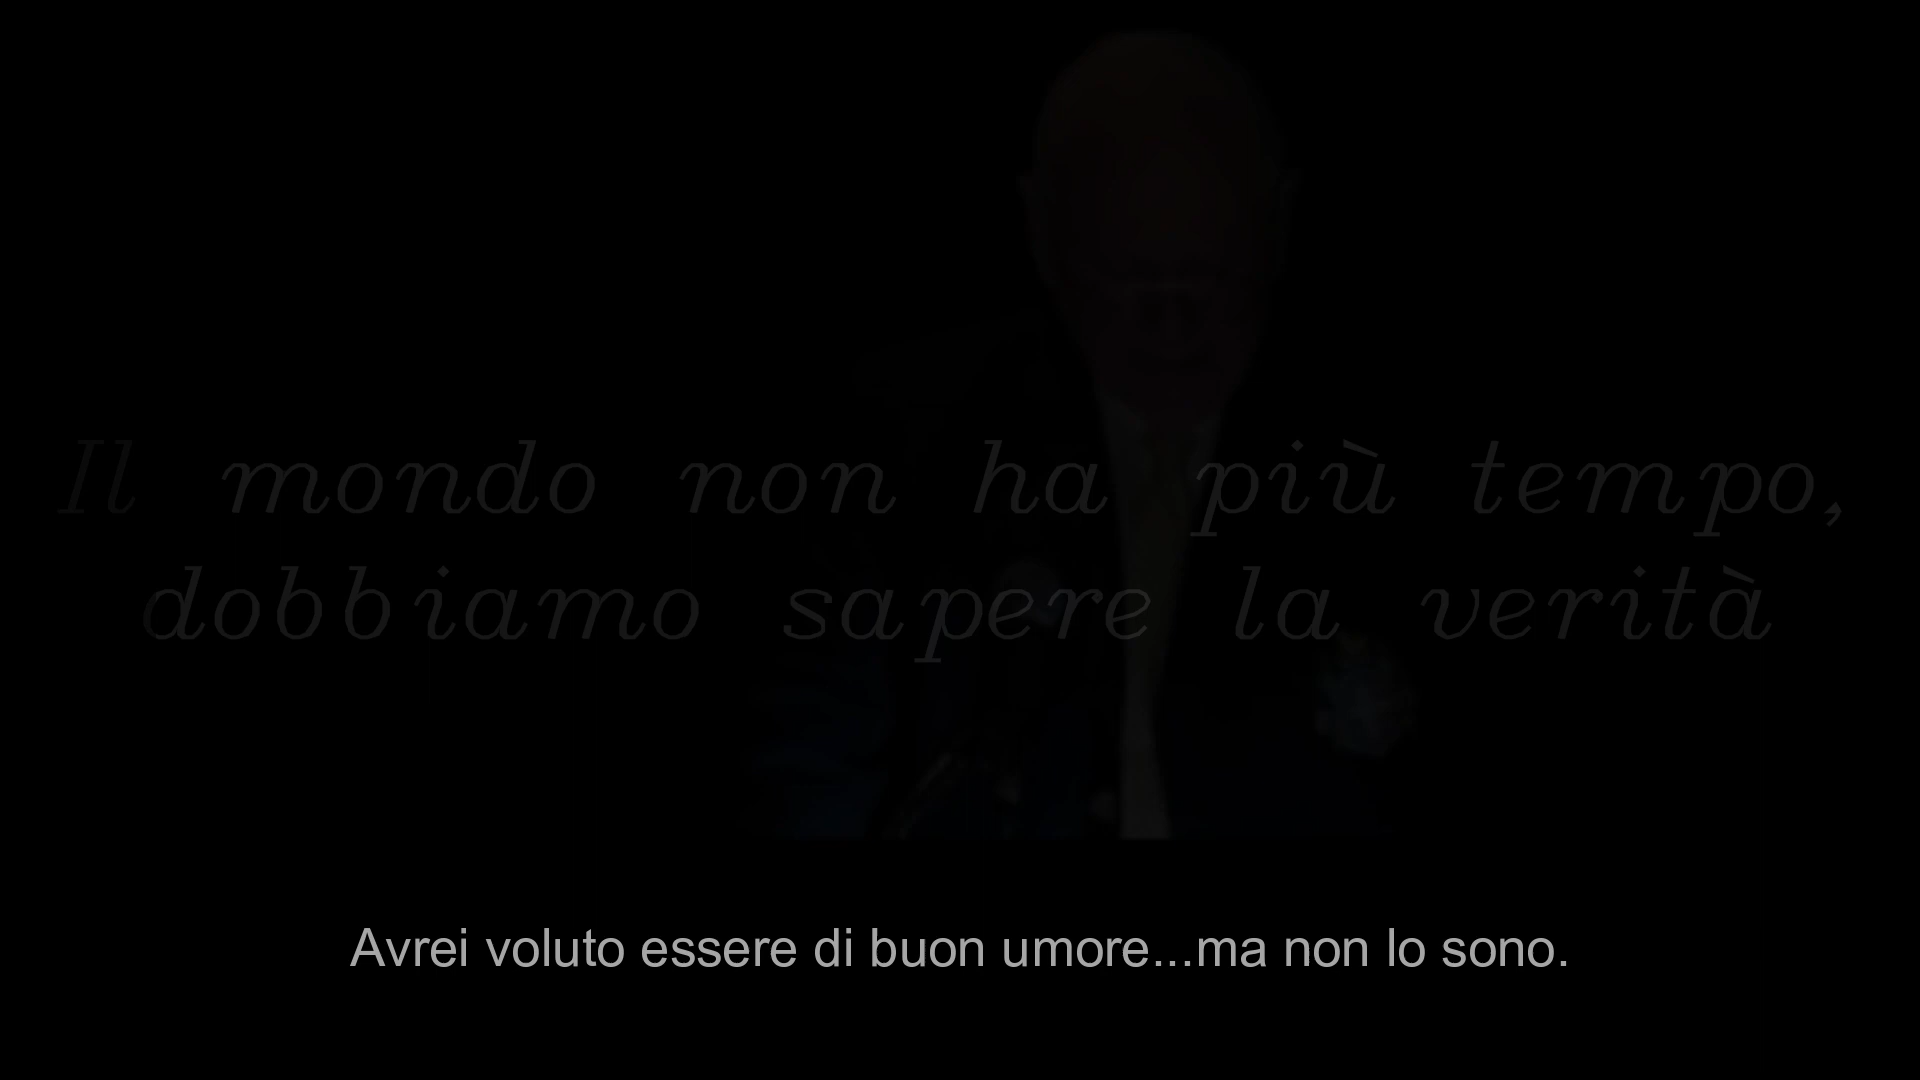 Il mondo non ha più tempo,
dobbiamo sapere la verità
Avrei voluto essere di buon umore...ma non lo sono.